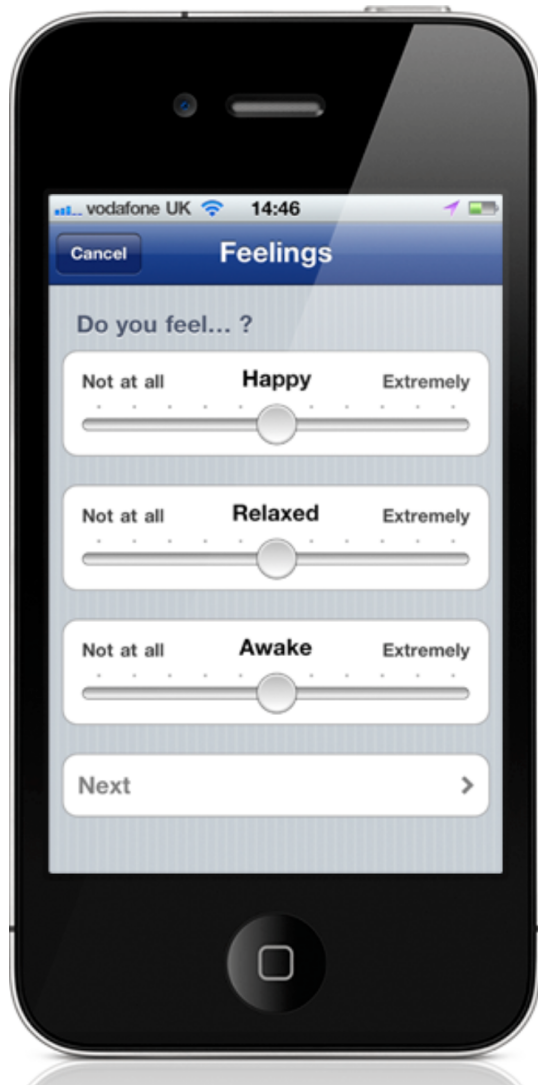 vodafone UK 14:46
Cancel Feelings
Do you feel... ?
Not at all Happy Extremely
Not at all Relaxed Extremely
Not at all Awake Extremely
Next